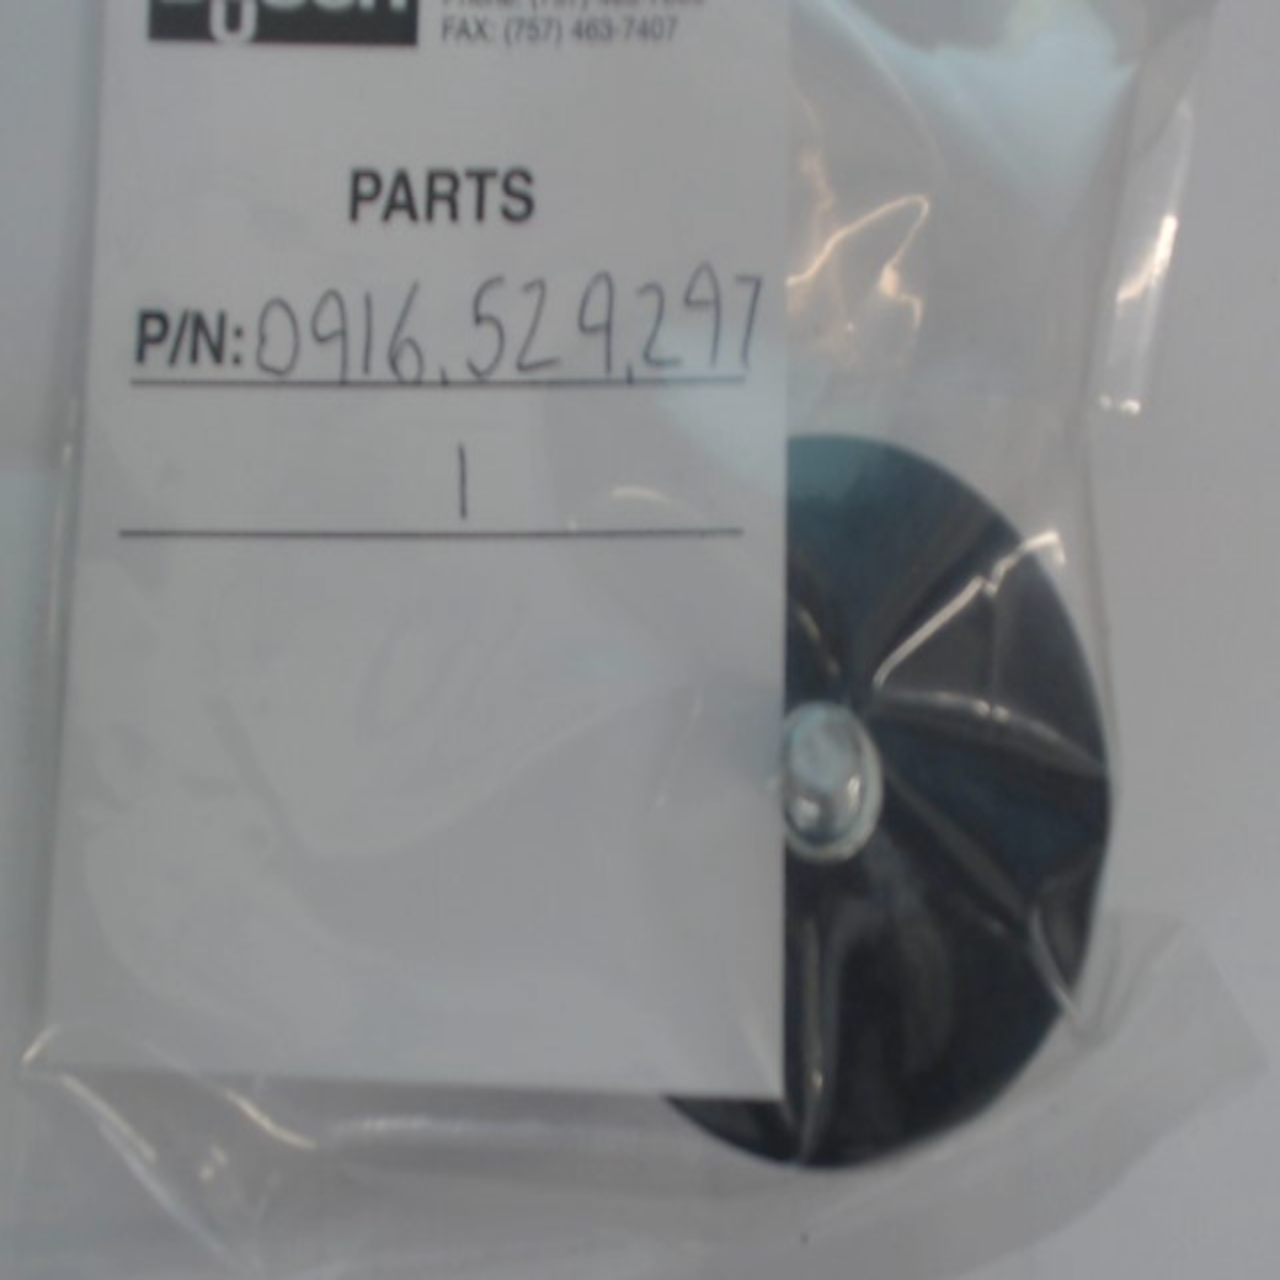 FAX: (757) 463-7407
PARTS
P/N: 0916.529.297
1